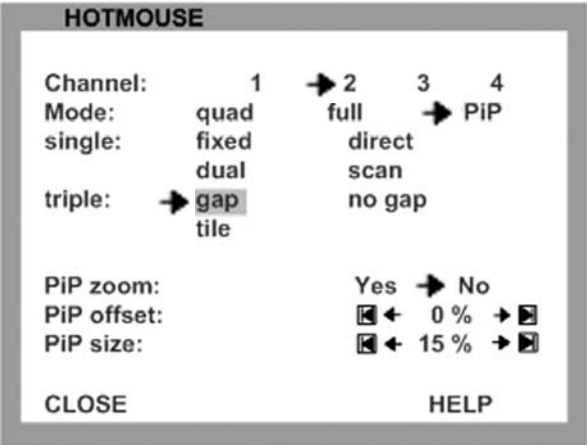 HOTMOUSE
Channel: 1 2 3 4
Mode: quad full PiP
single: fixed direct
dual scan
triple: gap no gap
tile
PiP zoom: Yes No
PiP offset: 0 %
PiP size: 15 %
CLOSE HELP